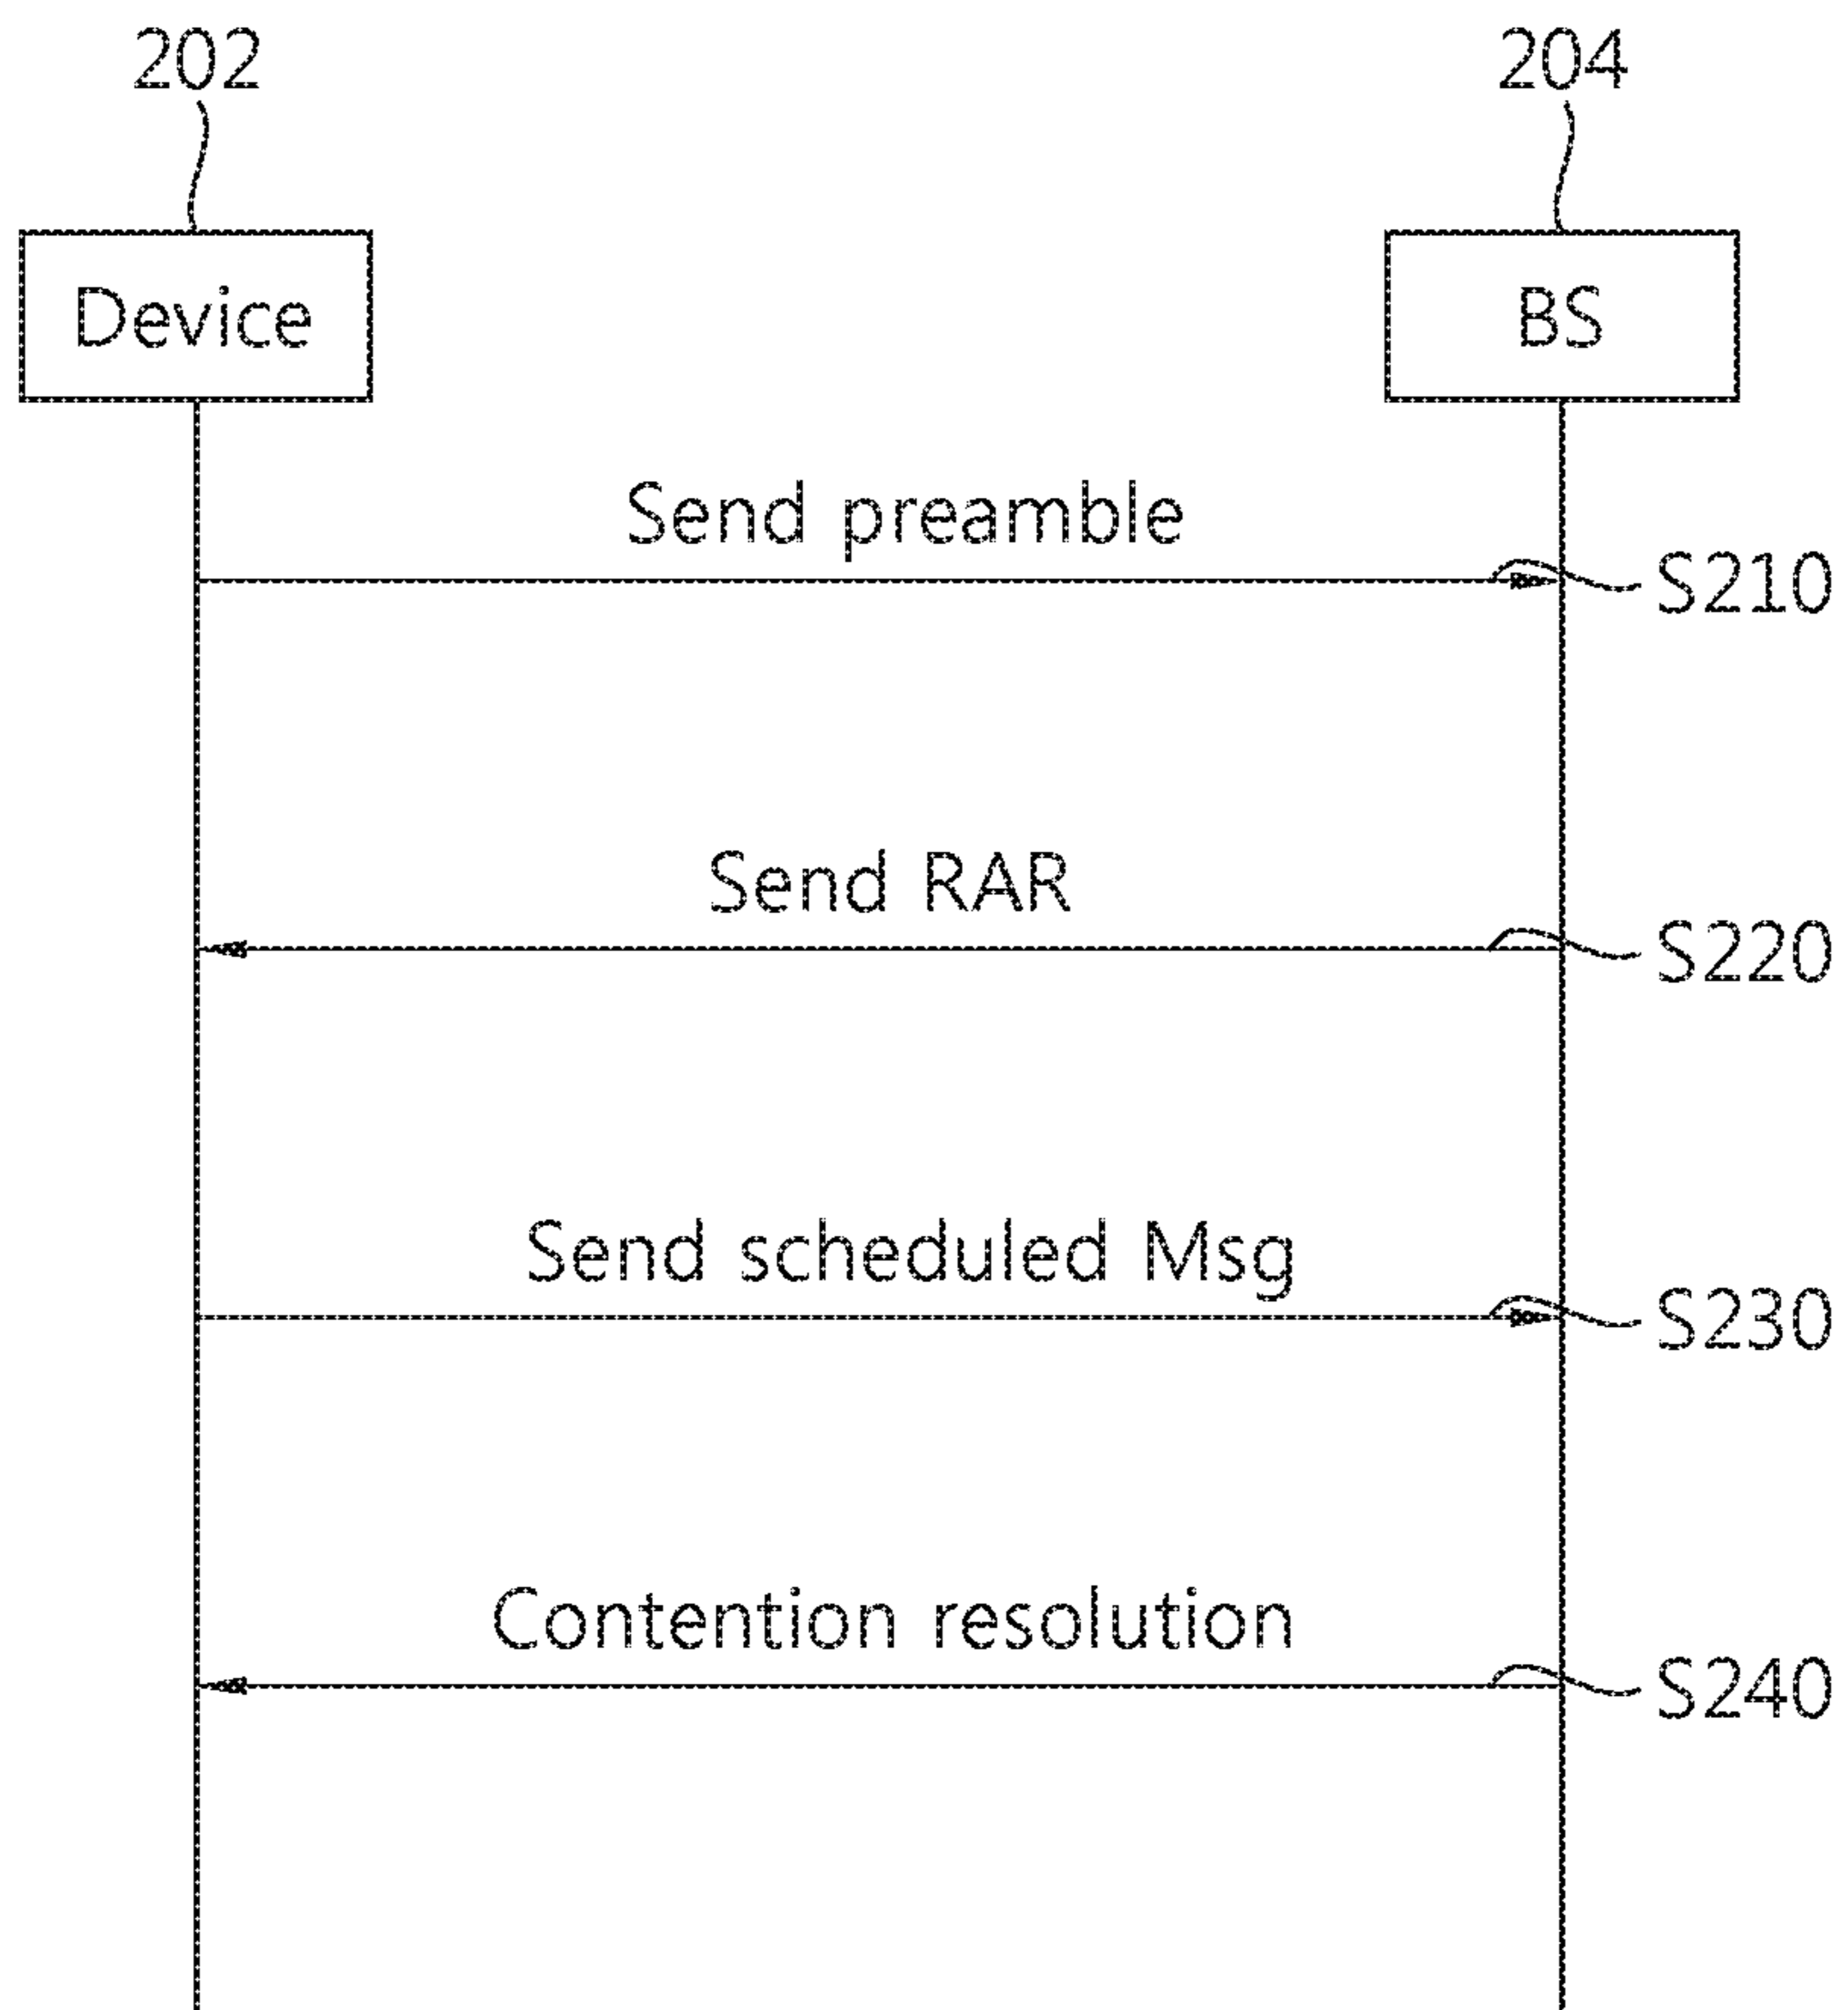 202 204
Device BS
Send preamble
S210
Send RAR
S220
Send scheduled Msg
S230
Contention resolution
S240